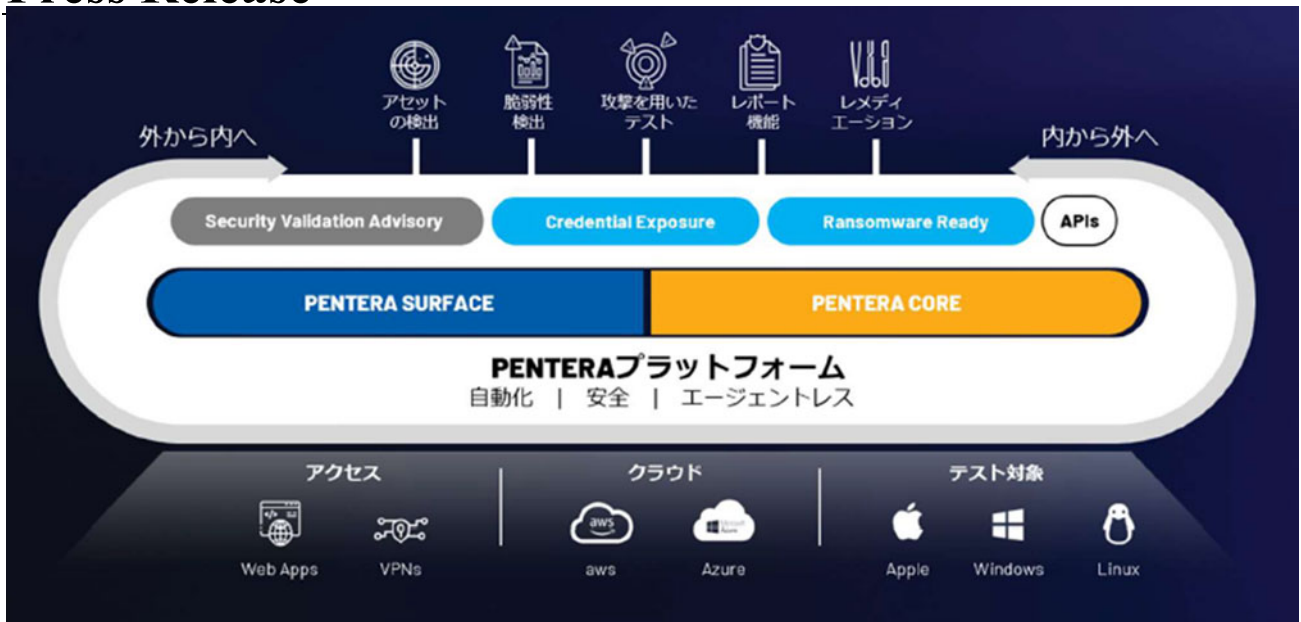 Press Release
アセット
の検出
脆弱性
検出
攻撃を用いた
テスト
レポート
機能
レメディ
エーション
外から内へ
内から外へ
Security Validation Advisory
Credential Exposure
Ransomware Ready
APIs
PENTERA SURFACE
PENTERA CORE
PENTERAプラットフォーム
自動化 | 安全 | エージェントレス
アクセス
クラウド
テスト対象
aws
Microsoft
Azure
Web Apps
VPNs
aws
Azure
Apple
Windows
Linux